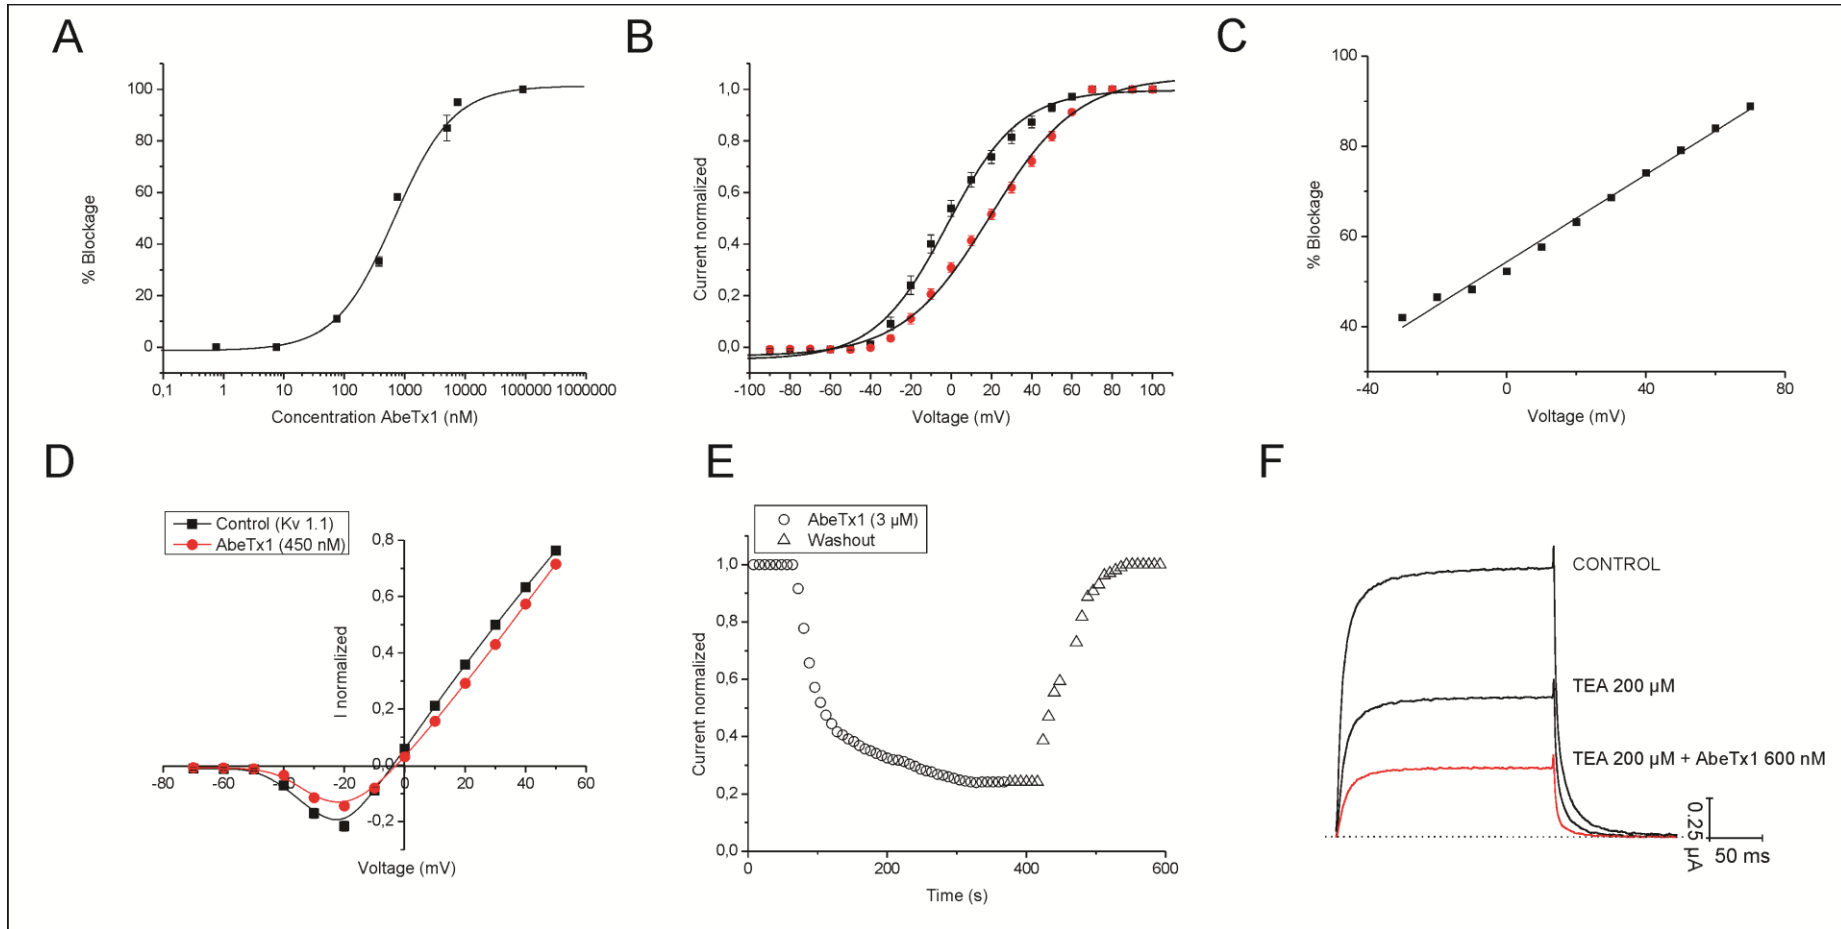 A
100
80
60
40
20
0
0,1 1 10 100 1000 10000 100000 1000000
% Blockage
Concentration AbeTx1 (nM)
B
1,0
0,8
0,6
0,4
0,2
0,0
-100 -80 -60 -40 -20 0 20 40 60 80 100
Current normalized
Voltage (mV)
C
100
80
60
40
-40 0 40 80
% Blockage
Voltage (mV)
D
Control (Kv 1.1)
AbeTx1 (450 nM)
0,8
0,6
0,4
0,2
0,0
-0,2
-80 -60 -40 -20 0 20 40 60
I normalized
Voltage (mV)
E
AbeTx1 (3 µM)
Washout
1,0
0,8
0,6
0,4
0,2
0,0
0 200 400 600
Current normalized
Time (s)
F
CONTROL
TEA 200 µM
TEA 200 µM + AbeTx1 600 nM
0.25 µA
50 ms